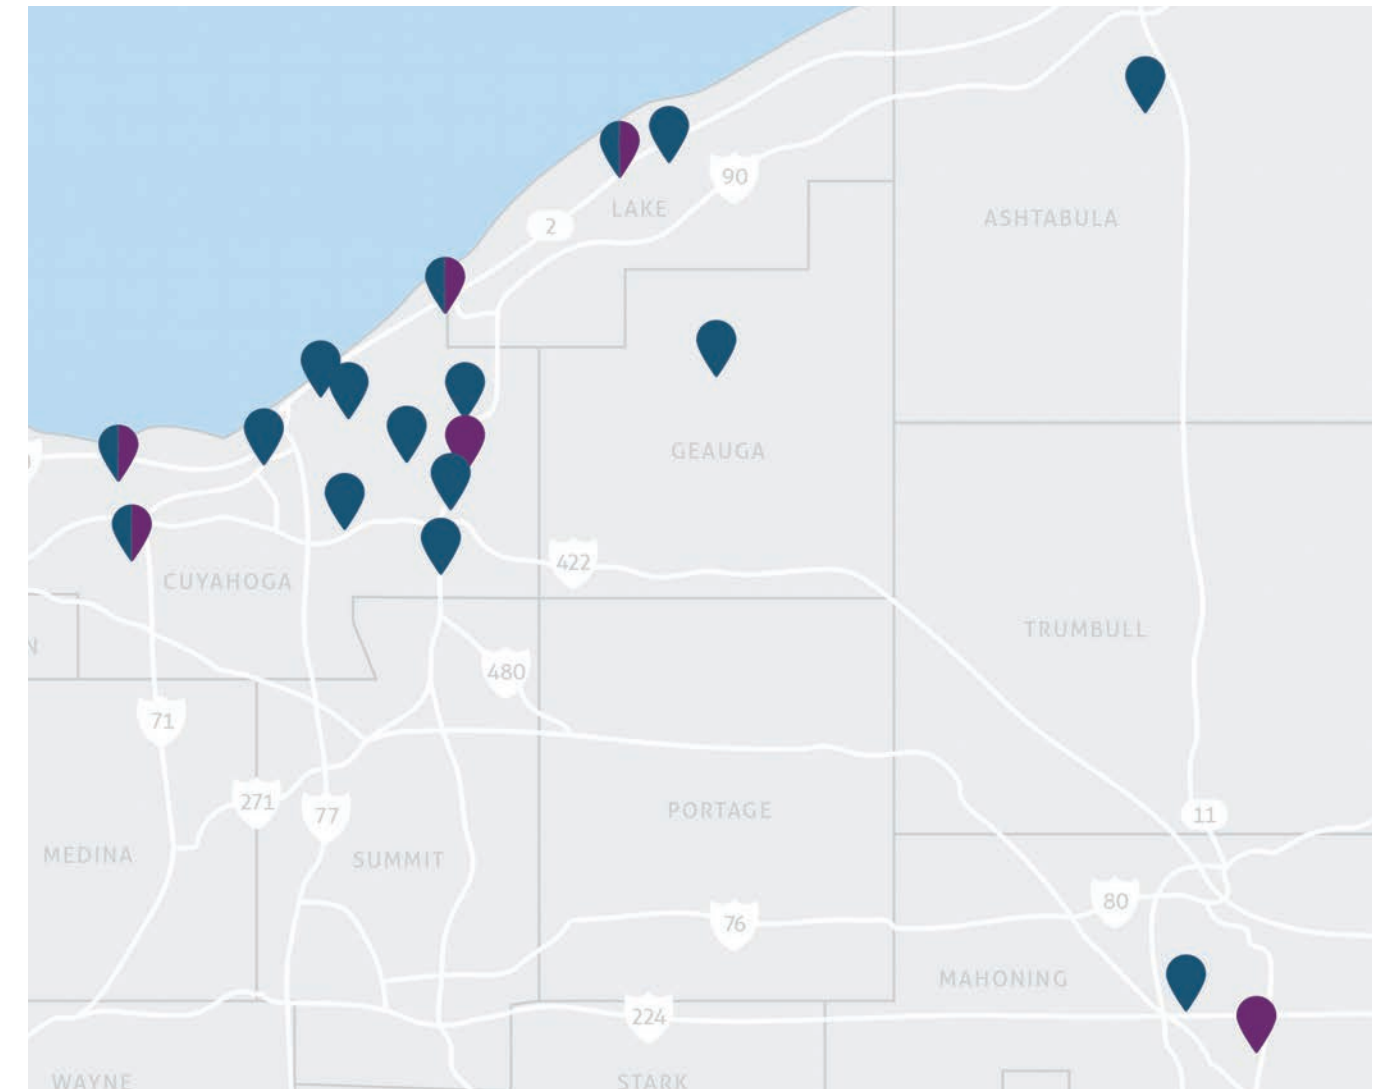 90
LAKE
2
ASHTABULA
GEAUGA
422
CUYAHOGA
TRUMBULL
N
480
71
271
77
PORTAGE
11
MEDINA
SUMMIT
80
76
MAHONING
224
WAYNE
STARK